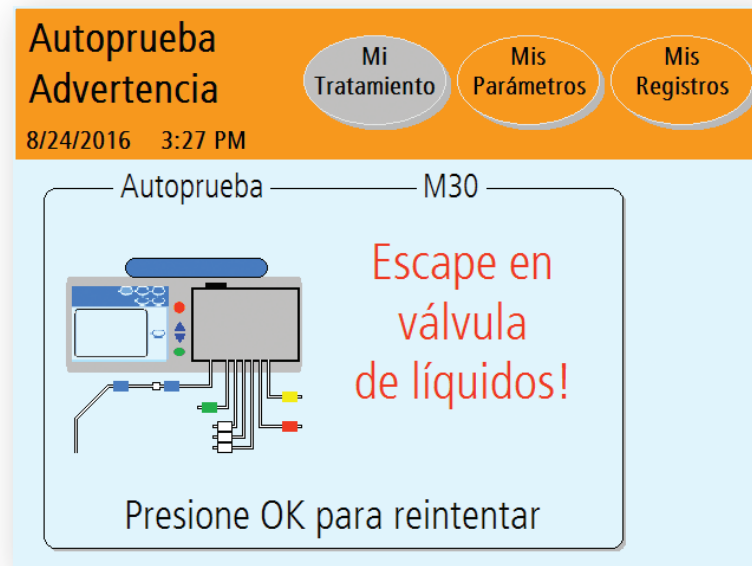 Autoprueba
Advertencia
8/24/2016 3:27 PM
Mi
Tratamiento
Mis
Parámetros
Mis
Registros
Autoprueba M30
Escape en
válvula
de líquidos!
Presione OK para reintentar